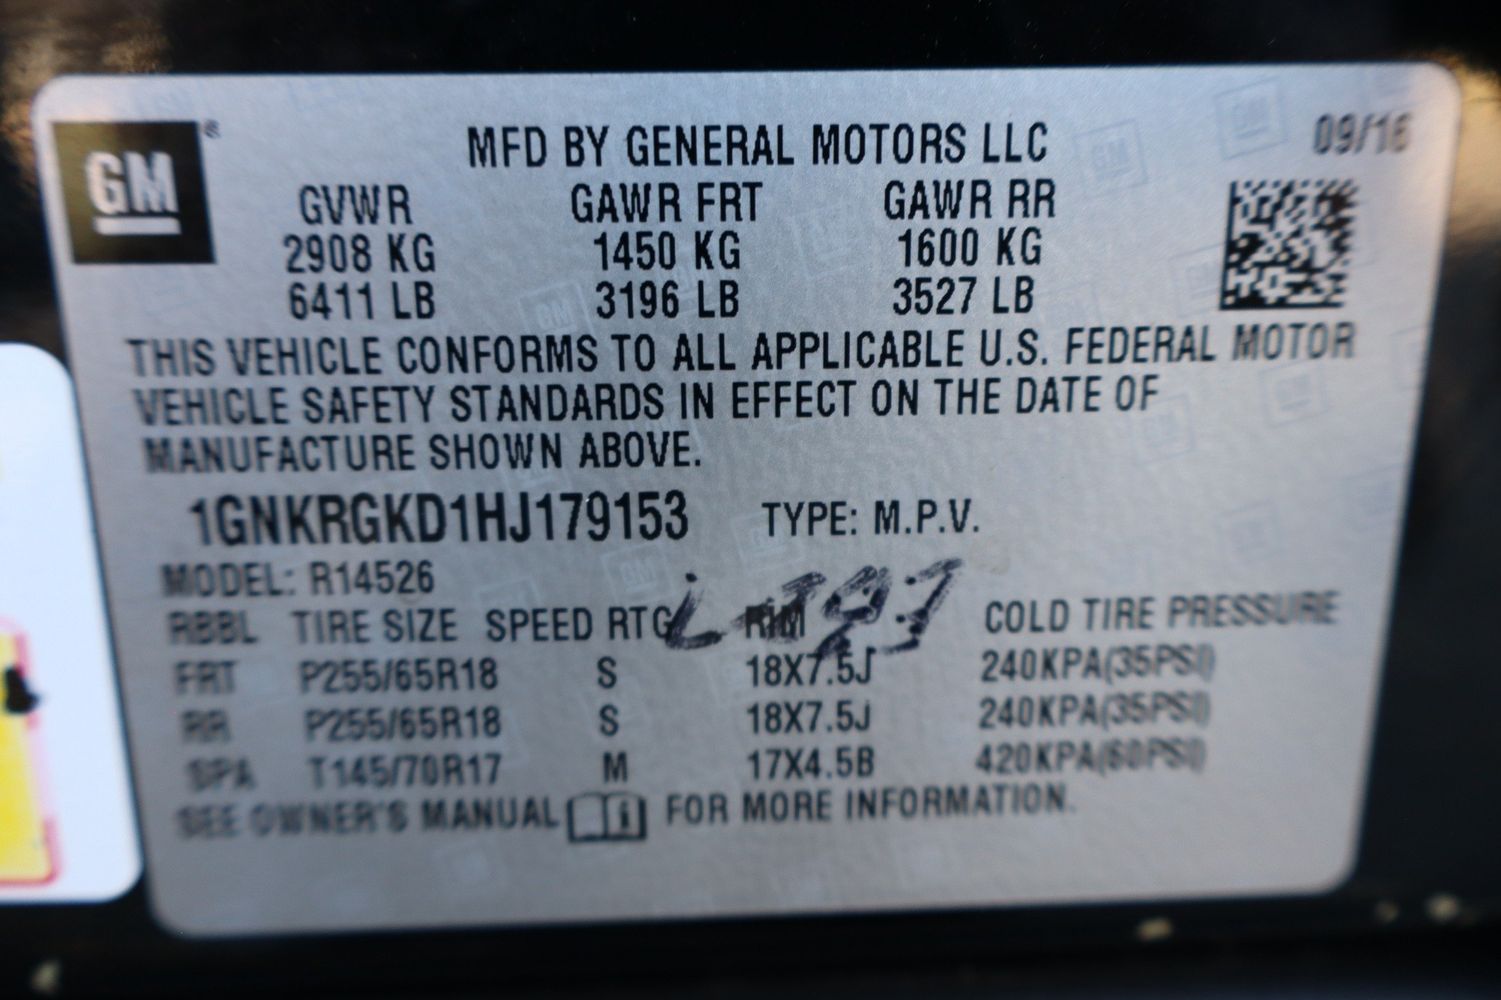 GM
MFD BY GENERAL MOTORS LLC 09/16
GVWR GAWR FRT GAWR RR
2908 KG 1450 KG 1600 KG
6411 LB 3196 LB 3527 LB
THIS VEHICLE CONFORMS TO ALL APPLICABLE U.S. FEDERAL MOTOR
VEHICLE SAFETY STANDARDS IN EFFECT ON THE DATE OF
MANUFACTURE SHOWN ABOVE.
1GNKRGKD1HJ179153 TYPE: M.P.V.
MODEL: R14526
RBBL TIRE SIZE SPEED RTG RIM COLD TIRE PRESSURE
FRT P255/65R18 S 18X7.5J 240KPA(35PSI)
RR P255/65R18 S 18X7.5J 240KPA(35PSI)
SPA T145/70R17 M 17X4.5B 420KPA(60PSI)
SEE OWNER'S MANUAL FOR MORE INFORMATION.